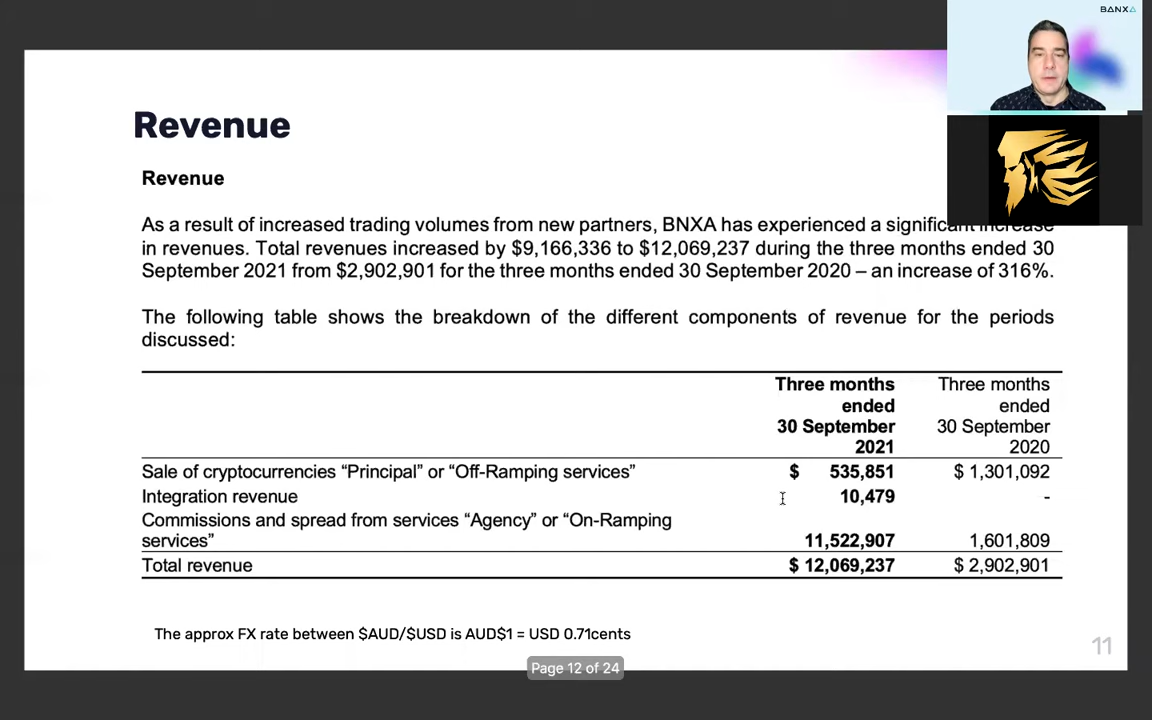 BANXA
Revenue
Revenue
As a result of increased trading volumes from new partners, BNXA has experienced a significant increase
in revenues. Total revenues increased by $9,166,336 to $12,069,237 during the three months ended 30
September 2021 from $2,902,901 for the three months ended 30 September 2020 – an increase of 316%.
The following table shows the breakdown of the different components of revenue for the periods
discussed:
Three months Three months
ended ended
30 September 30 September
2021 2020
Sale of cryptocurrencies “Principal” or “Off-Ramping services” $ 535,851 $ 1,301,092
Integration revenue 10,479 -
Commissions and spread from services “Agency” or “On-Ramping
services” 11,522,907 1,601,809
Total revenue $ 12,069,237 $ 2,902,901
The approx FX rate between $AUD/$USD is AUD$1 = USD 0.71cents
11
Page 12 of 24